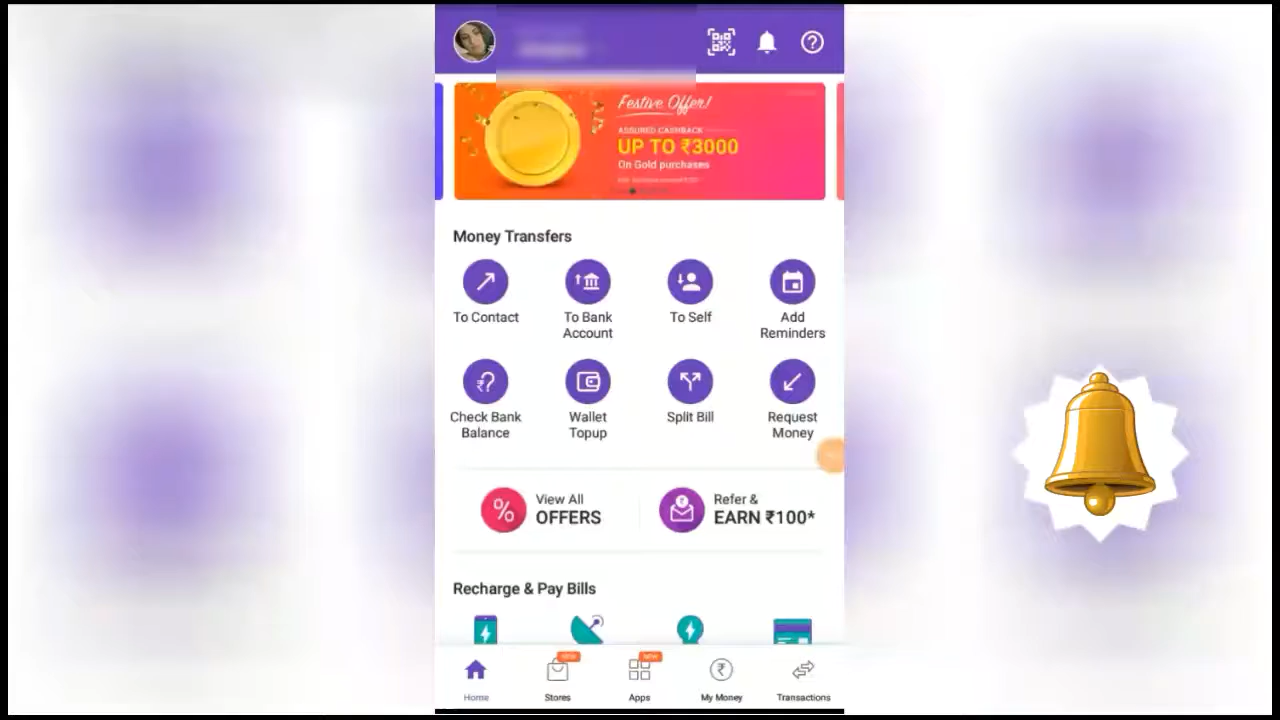 Festive Offer!
ASSURED CASHBACK
UP TO ₹3000
On Gold purchases
Money Transfers
To Contact
To Bank
Account
To Self
Add
Reminders
Check Bank
Balance
Wallet
Topup
Split Bill
Request
Money
View All
OFFERS
Refer &
EARN ₹100*
Recharge & Pay Bills
NEW
NEW
Home
Stores
Apps
My Money
Transactions